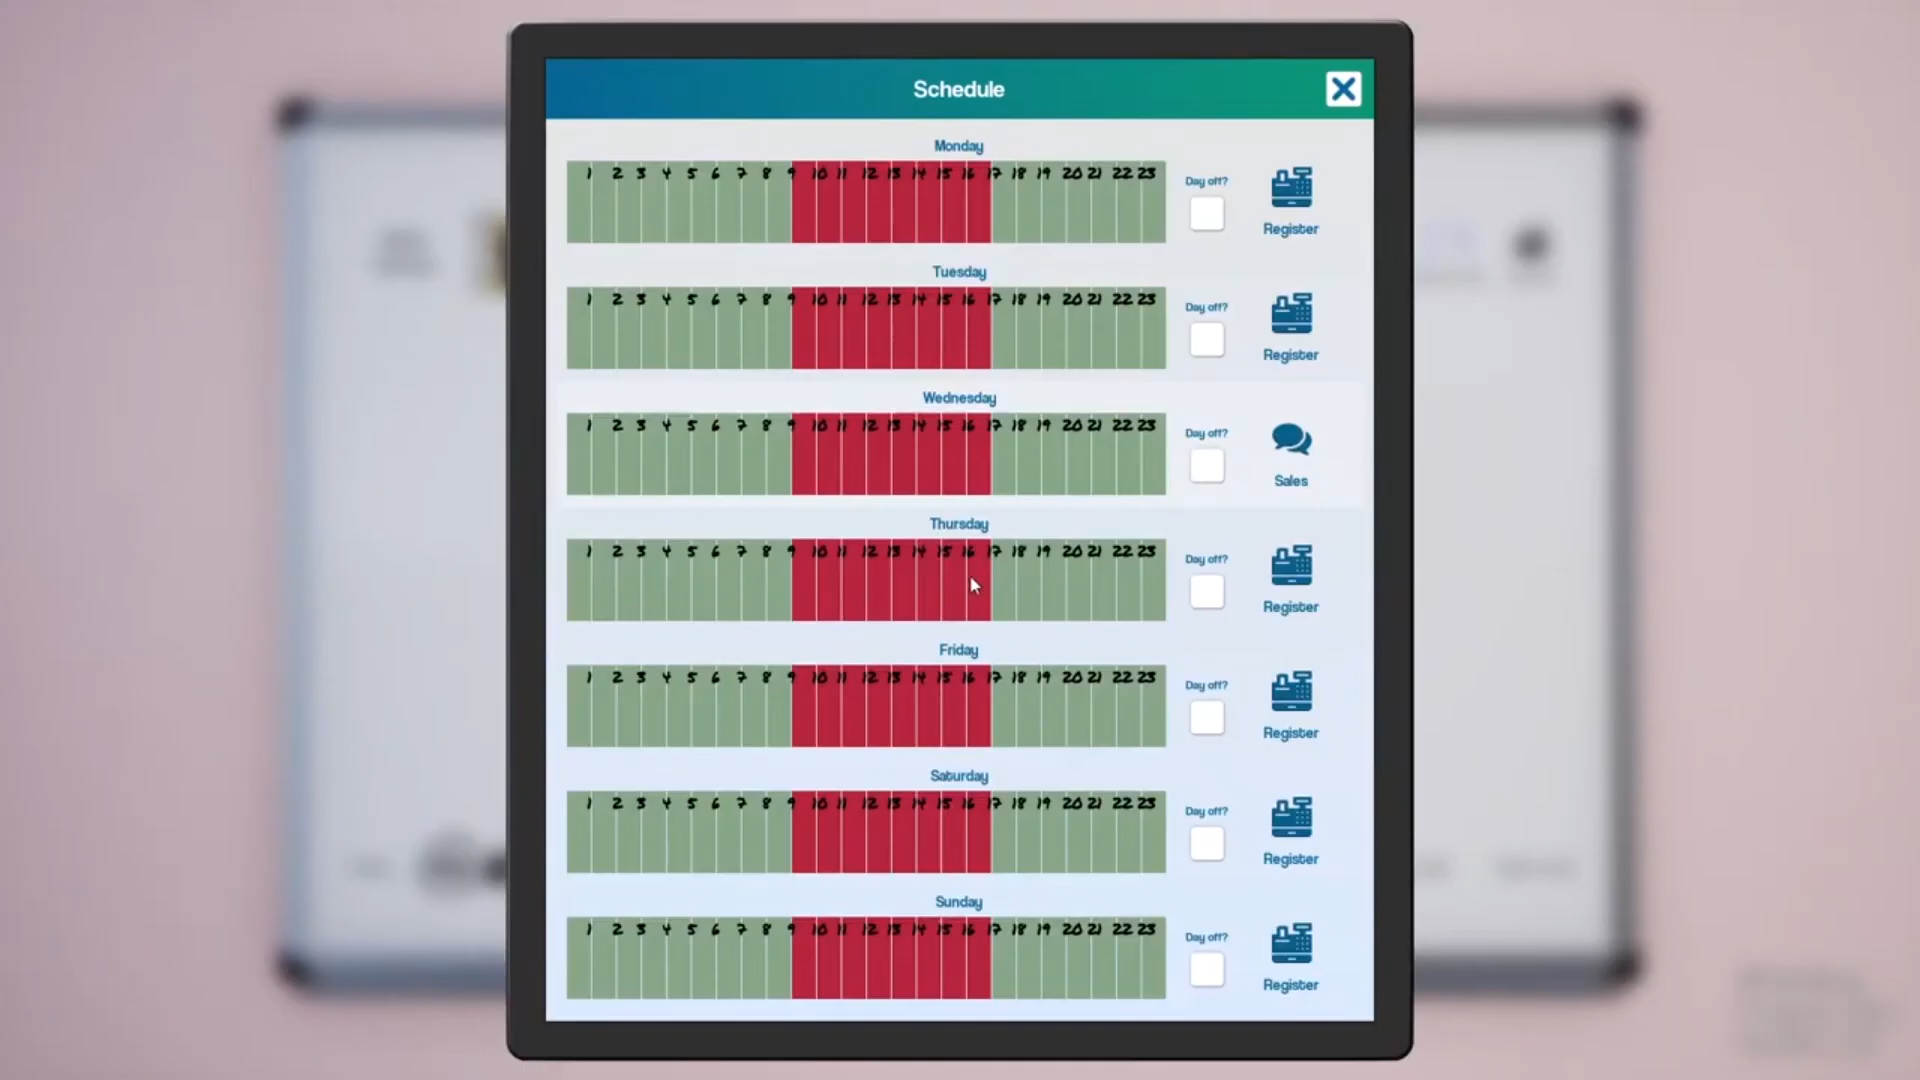 Schedule
Monday
1 2 3 4 5 6 7 8 9 10 11 12 13 14 15 16 17 18 19 20 21 22 23
Day off?
Register
Tuesday
1 2 3 4 5 6 7 8 9 10 11 12 13 14 15 16 17 18 19 20 21 22 23
Day off?
Register
Wednesday
1 2 3 4 5 6 7 8 9 10 11 12 13 14 15 16 17 18 19 20 21 22 23
Day off?
Sales
Thursday
1 2 3 4 5 6 7 8 9 10 11 12 13 14 15 16 17 18 19 20 21 22 23
Day off?
Register
Friday
1 2 3 4 5 6 7 8 9 10 11 12 13 14 15 16 17 18 19 20 21 22 23
Day off?
Register
Saturday
1 2 3 4 5 6 7 8 9 10 11 12 13 14 15 16 17 18 19 20 21 22 23
Day off?
Register
Sunday
1 2 3 4 5 6 7 8 9 10 11 12 13 14 15 16 17 18 19 20 21 22 23
Day off?
Register